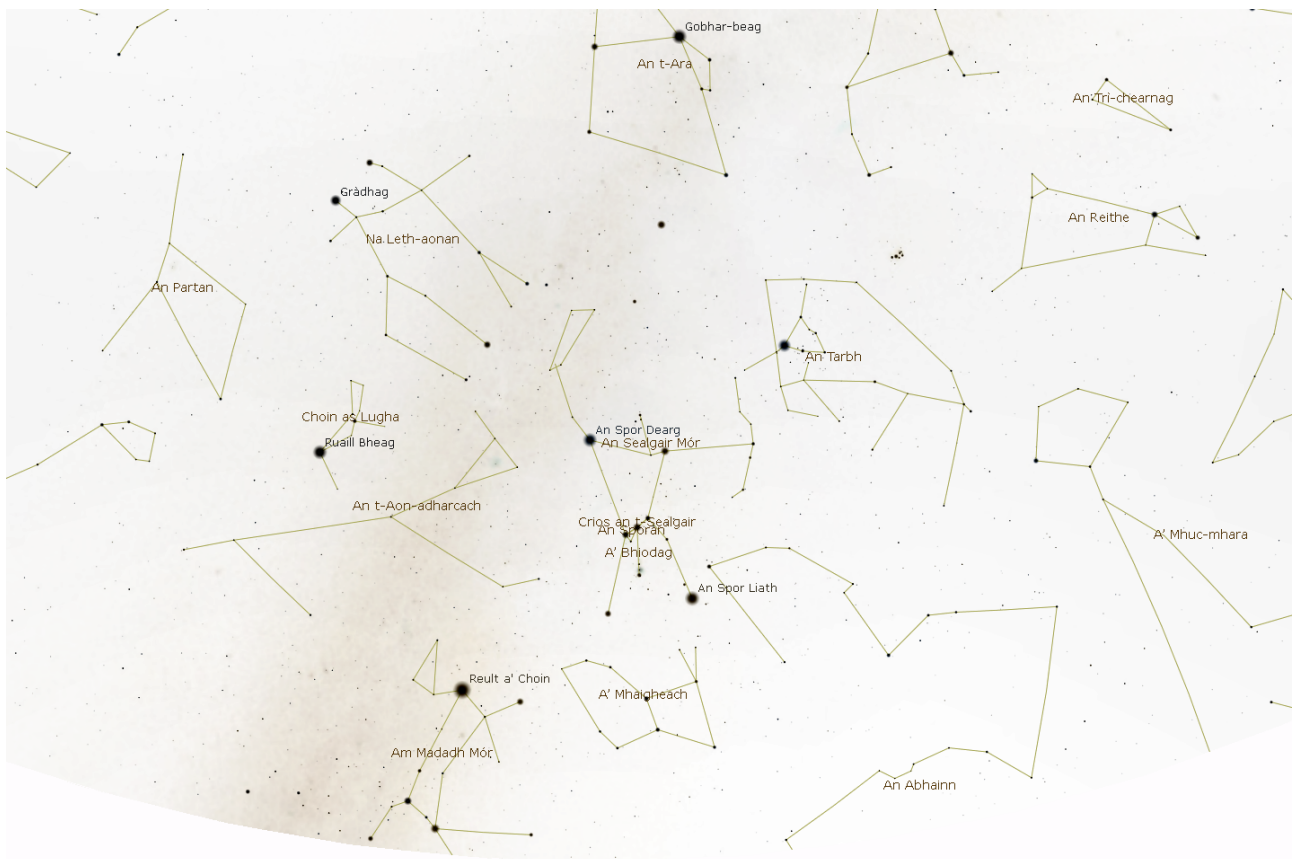 Gobhar-beag
An t-Ara
An Trì-chearnag
Gràdhag
An Reithe
Na Leth-aonan
An Partan
An Tarbh
Choin as Lugha
An Spor Dearg
Ruaill Bheag
An Sealgair Mór
An t-Aon-adharcach
Crios an t-Sealgair
An Sporan
A' Mhuc-mhara
A' Bhiodag
An Spor Liath
Reult a' Choin
A' Mhaigheach
Am Madadh Mór
An Abhainn